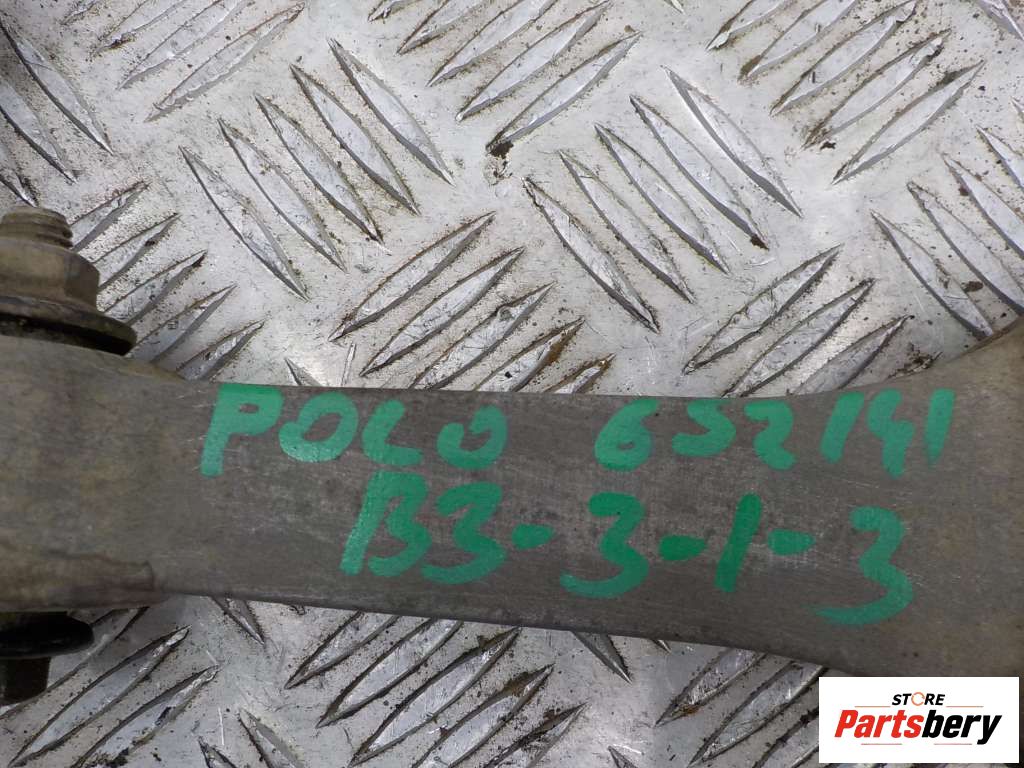 POLO 652141
B3-3-1-3
STORE
Partsbery